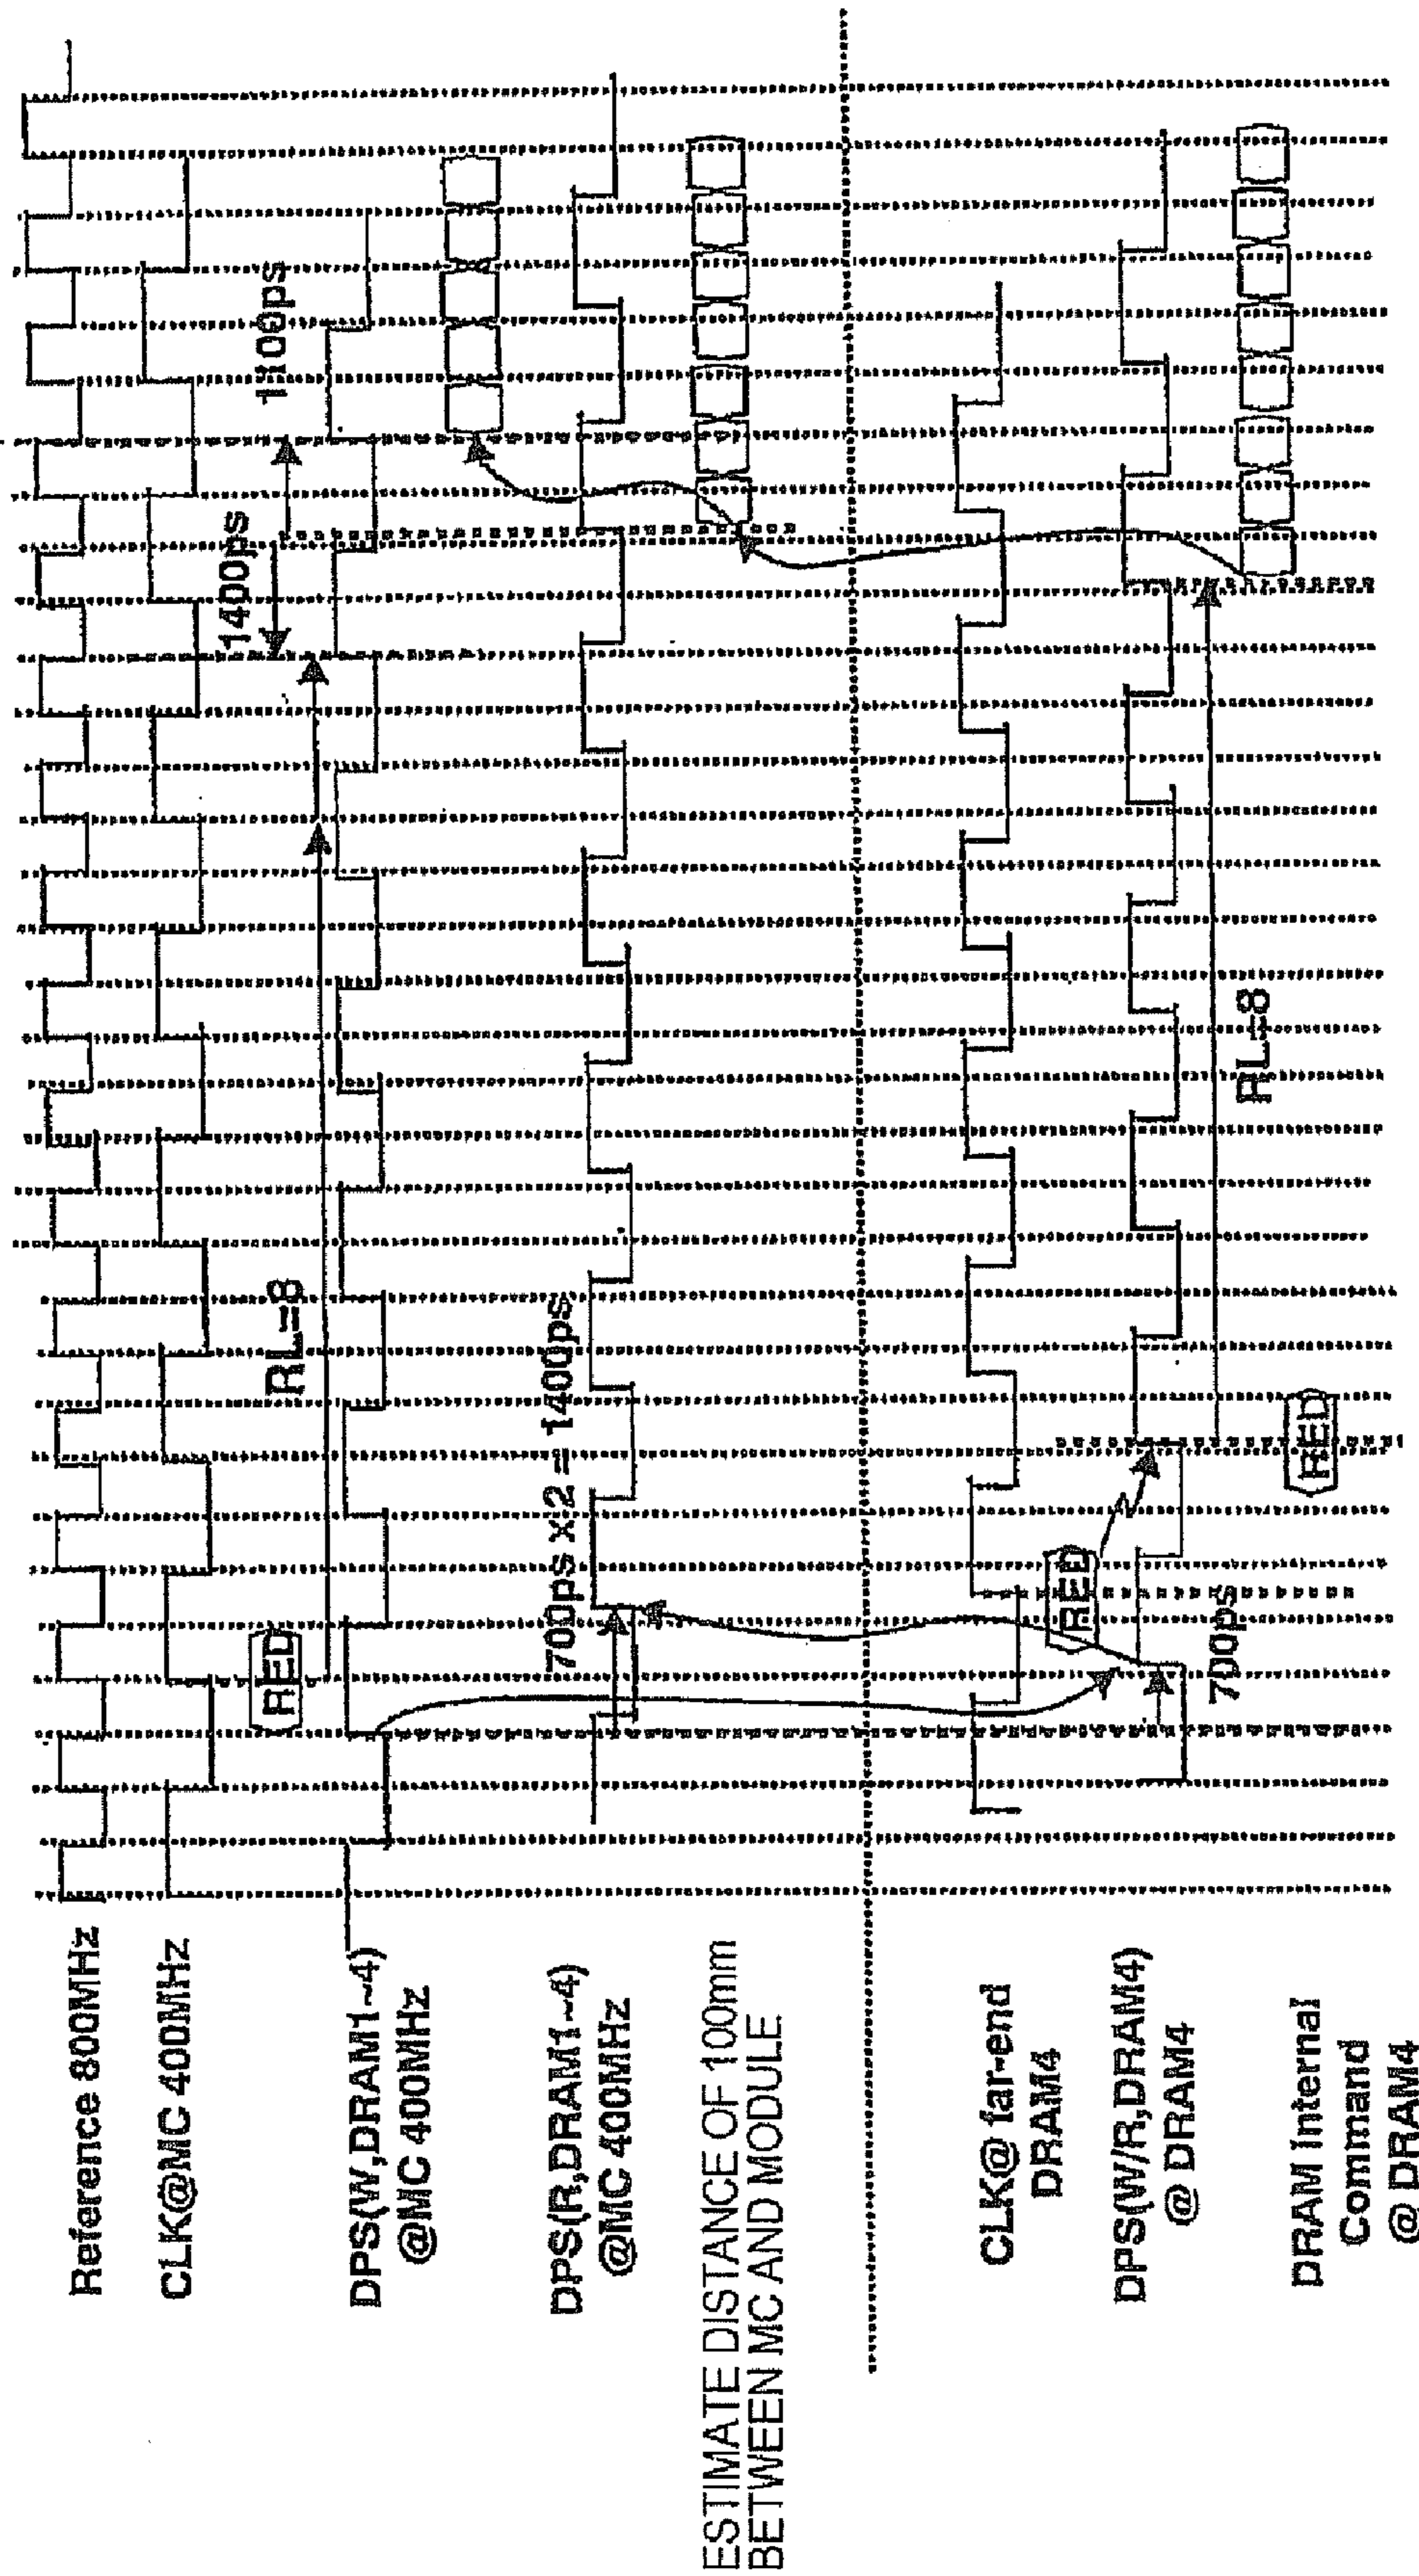 Reference 800MHz
CLK@MC 400MHz
RED
RL=8
1400ps
1100ps
DPS(W,DRAM1~4)
@MC 400MHz
DPS(R,DRAM1~4)
@MC 400MHz
700ps x 2 = 1400ps
ESTIMATE DISTANCE OF 100mm
BETWEEN MC AND MODULE
CLK@ far-end
DRAM4
DPS(W/R,DRAM4)
@ DRAM4
RED
700ps
RL=8
DRAM Internal
Command
@ DRAM4
RED